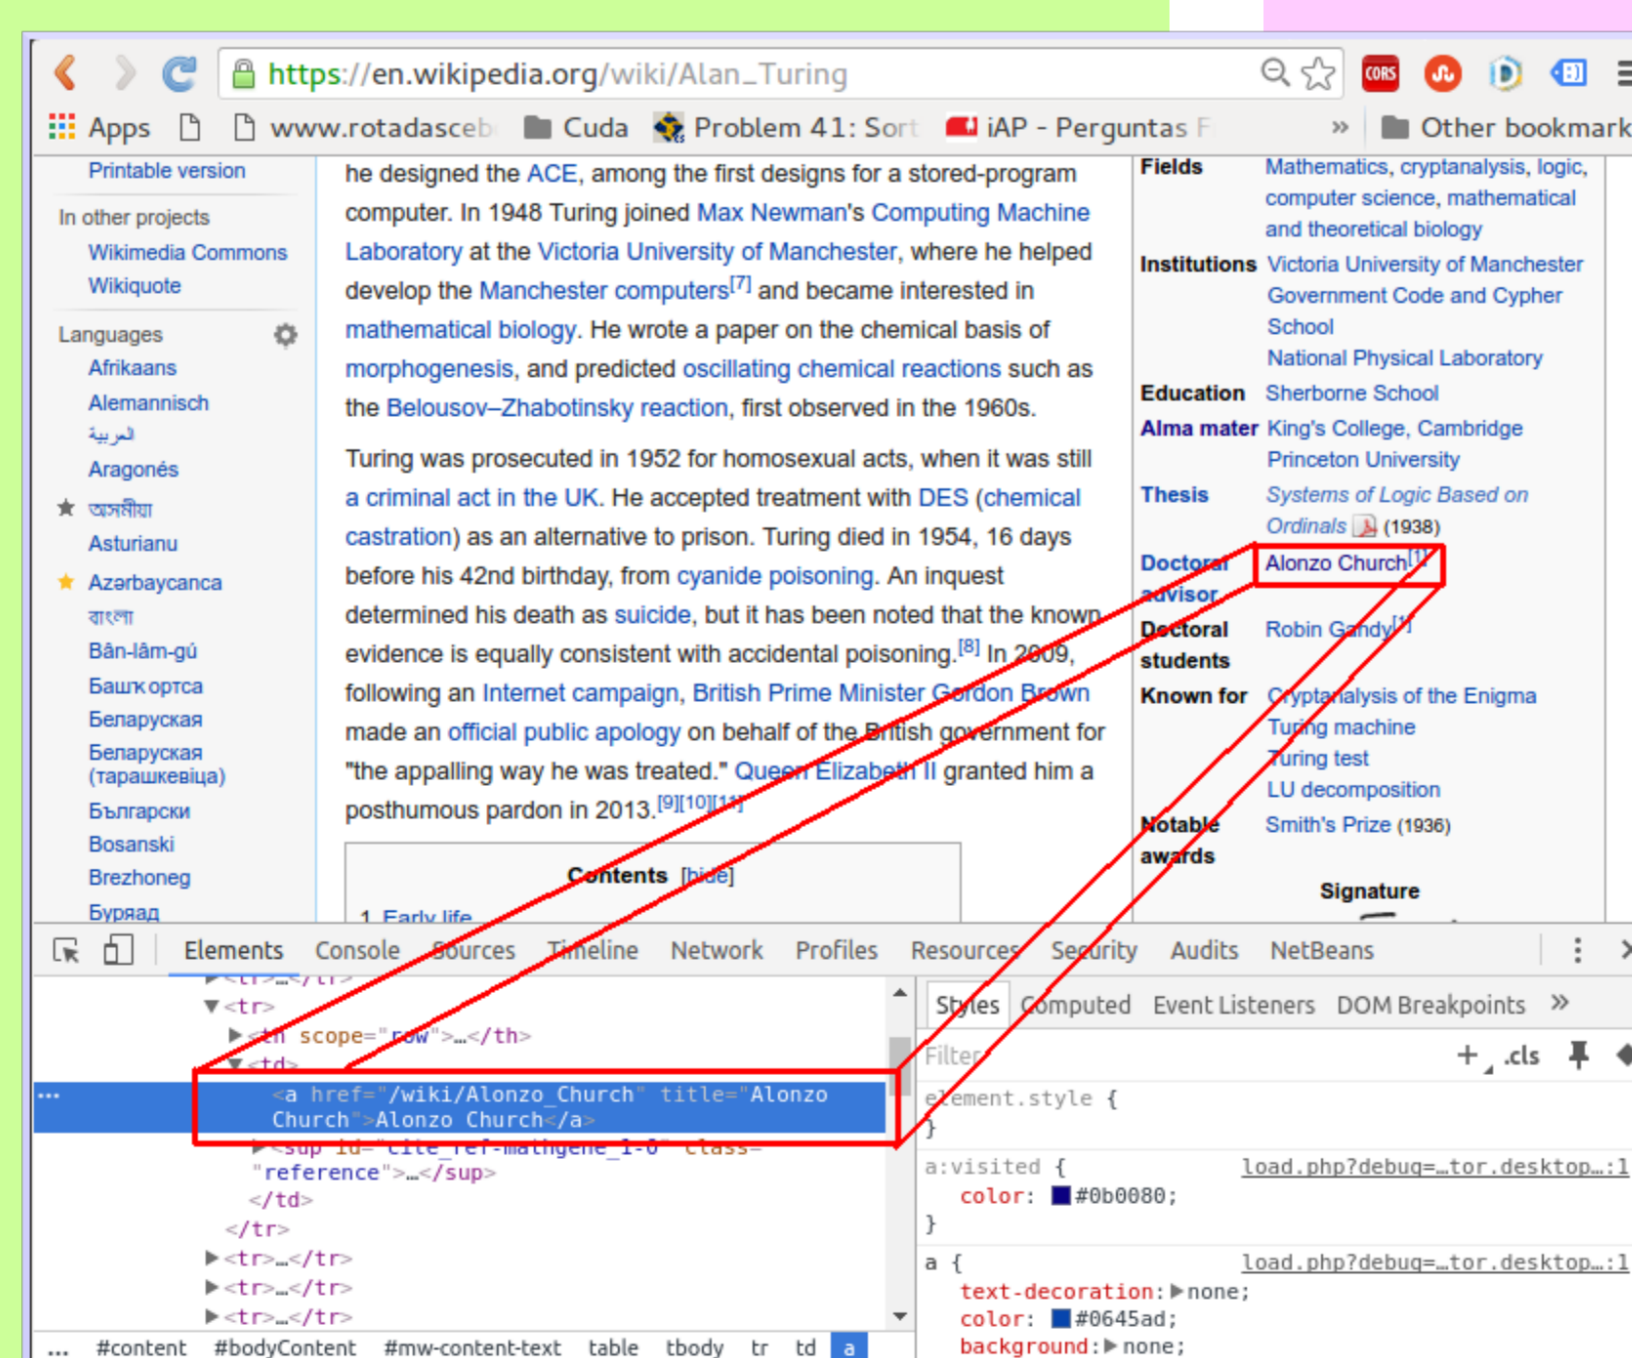 https://en.wikipedia.org/wiki/Alan_Turing
CORS
Apps
www.rotadasceb
Cuda
Problem 41: Sort
iAP - Perguntas F
»
Other bookmark
Printable version
In other projects
Wikimedia Commons
Wikiquote
Languages
Afrikaans
Alemannisch
العربية
Aragonés
অসমীয়া
Asturianu
Azərbaycanca
বাংলা
Bân-lâm-gú
Башҡортса
Беларуская
Беларуская
(тарашкевіца)
Български
Bosanski
Brezhoneg
Буряад
he designed the ACE, among the first designs for a stored-program
computer. In 1948 Turing joined Max Newman's Computing Machine
Laboratory at the Victoria University of Manchester, where he helped
develop the Manchester computers[7] and became interested in
mathematical biology. He wrote a paper on the chemical basis of
morphogenesis, and predicted oscillating chemical reactions such as
the Belousov–Zhabotinsky reaction, first observed in the 1960s.
Turing was prosecuted in 1952 for homosexual acts, when it was still
a criminal act in the UK. He accepted treatment with DES (chemical
castration) as an alternative to prison. Turing died in 1954, 16 days
before his 42nd birthday, from cyanide poisoning. An inquest
determined his death as suicide, but it has been noted that the known
evidence is equally consistent with accidental poisoning.[8] In 2009,
following an Internet campaign, British Prime Minister Gordon Brown
made an official public apology on behalf of the British government for
"the appalling way he was treated." Queen Elizabeth II granted him a
posthumous pardon in 2013.[9][10][11]
Contents [hide]
1 Early life
Fields Mathematics, cryptanalysis, logic,
computer science, mathematical
and theoretical biology
Institutions Victoria University of Manchester
Government Code and Cypher
School
National Physical Laboratory
Education Sherborne School
Alma mater King's College, Cambridge
Princeton University
Thesis Systems of Logic Based on
Ordinals (1938)
Doctoral Alonzo Church[1]
advisor
Doctoral Robin Gandy[1]
students
Known for Cryptanalysis of the Enigma
Turing machine
Turing test
LU decomposition
Notable Smith's Prize (1936)
awards
Signature
Elements Console Sources Timeline Network Profiles Resources Security Audits NetBeans
<tr>…</tr>
<tr>
<th scope="row">…</th>
<td>
<a href="/wiki/Alonzo_Church" title="Alonzo
Church">Alonzo Church</a>
<sup id="cite_ref-mathgene_1-0" class=
"reference">…</sup>
</td>
</tr>
<tr>…</tr>
<tr>…</tr>
<tr>…</tr>
... #content #bodyContent #mw-content-text table tbody tr td a
Styles Computed Event Listeners DOM Breakpoints »
Filter + .cls
element.style {
}
a:visited { load.php?debug=…tor.desktop…:1
color: #0b0080;
}
a { load.php?debug=…tor.desktop…:1
text-decoration: none;
color: #0645ad;
background: none;